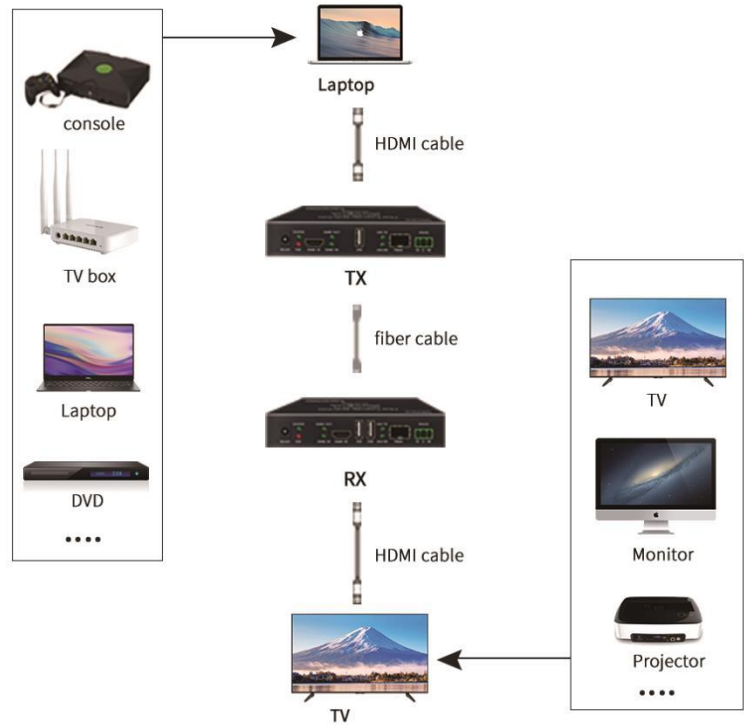 console
TV box
Laptop
DVD
Laptop
HDMI cable
TX
fiber cable
RX
HDMI cable
TV
TV
Monitor
Projector